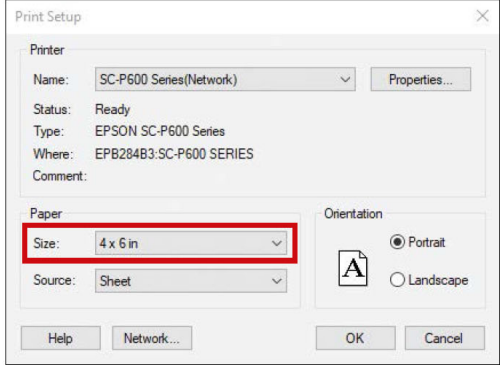 Print Setup
Printer
Name: SC-P600 Series(Network) Properties...
Status: Ready
Type: EPSON SC-P600 Series
Where: EPB284B3:SC-P600 SERIES
Comment:
Paper
Size: 4 x 6 in
Source: Sheet
Orientation
A
Portrait
Landscape
Help Network... OK Cancel